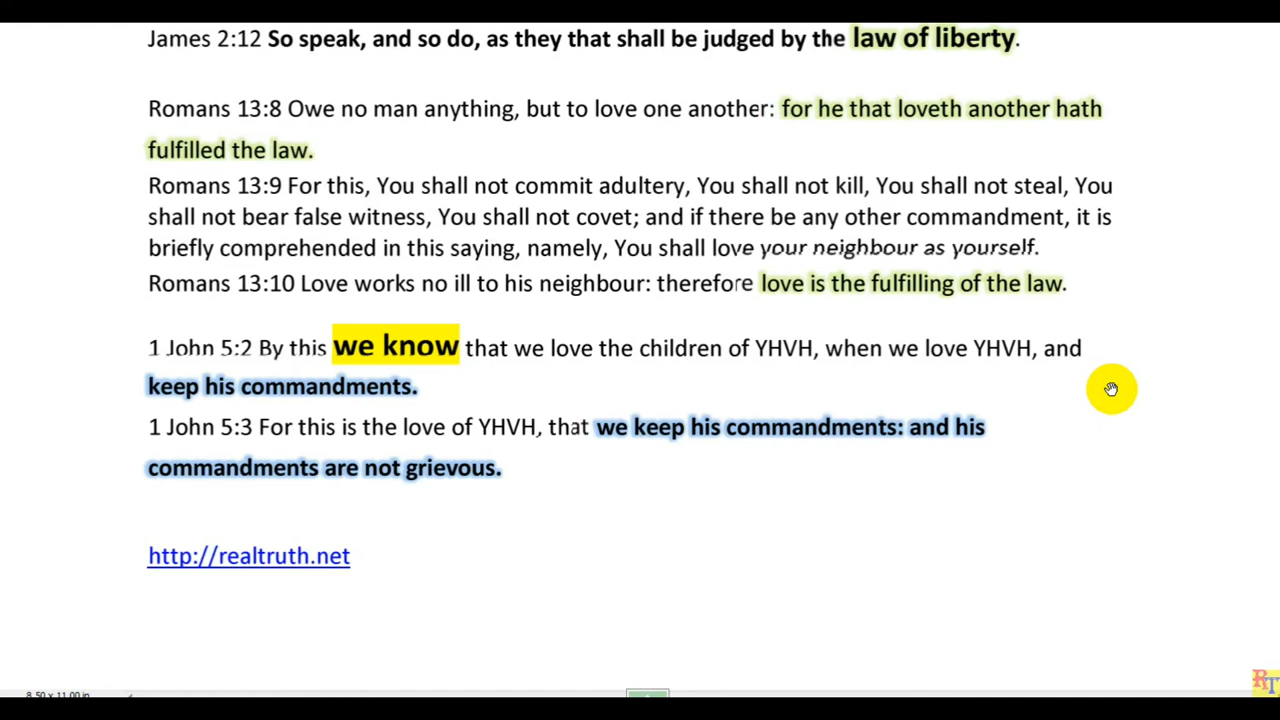 James 2:12 So speak, and so do, as they that shall be judged by the law of liberty.
Romans 13:8 Owe no man anything, but to love one another: for he that loveth another hath
fulfilled the law.
Romans 13:9 For this, You shall not commit adultery, You shall not kill, You shall not steal, You
shall not bear false witness, You shall not covet; and if there be any other commandment, it is
briefly comprehended in this saying, namely, You shall love your neighbour as yourself.
Romans 13:10 Love works no ill to his neighbour: therefore love is the fulfilling of the law.
1 John 5:2 By this we know that we love the children of YHVH, when we love YHVH, and
keep his commandments.
1 John 5:3 For this is the love of YHVH, that we keep his commandments: and his
commandments are not grievous.
http://realtruth.net
8.50 x 11.00 in
RT